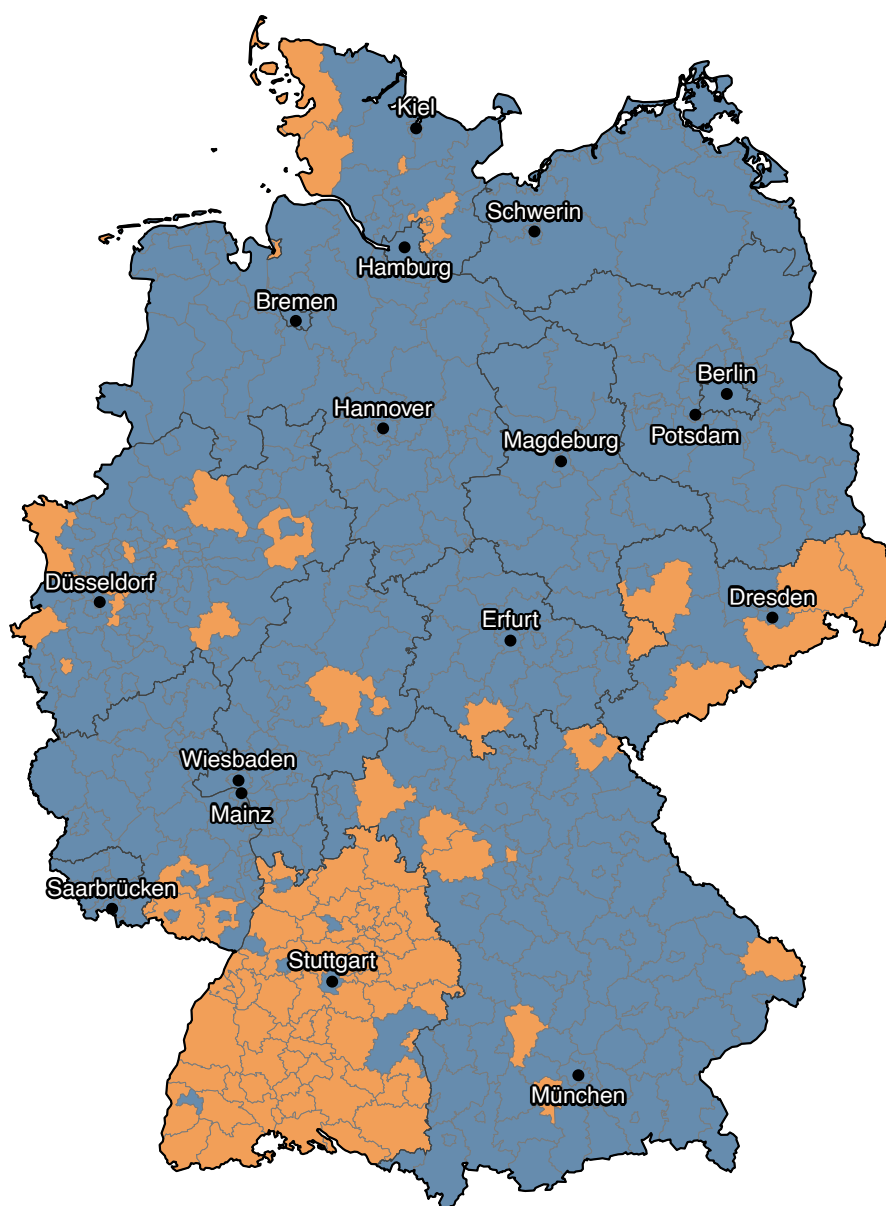 Kiel
Schwerin
Hamburg
Bremen
Berlin
Hannover
Potsdam
Magdeburg
Düsseldorf
Dresden
Erfurt
Wiesbaden
Mainz
Saarbrücken
Stuttgart
München